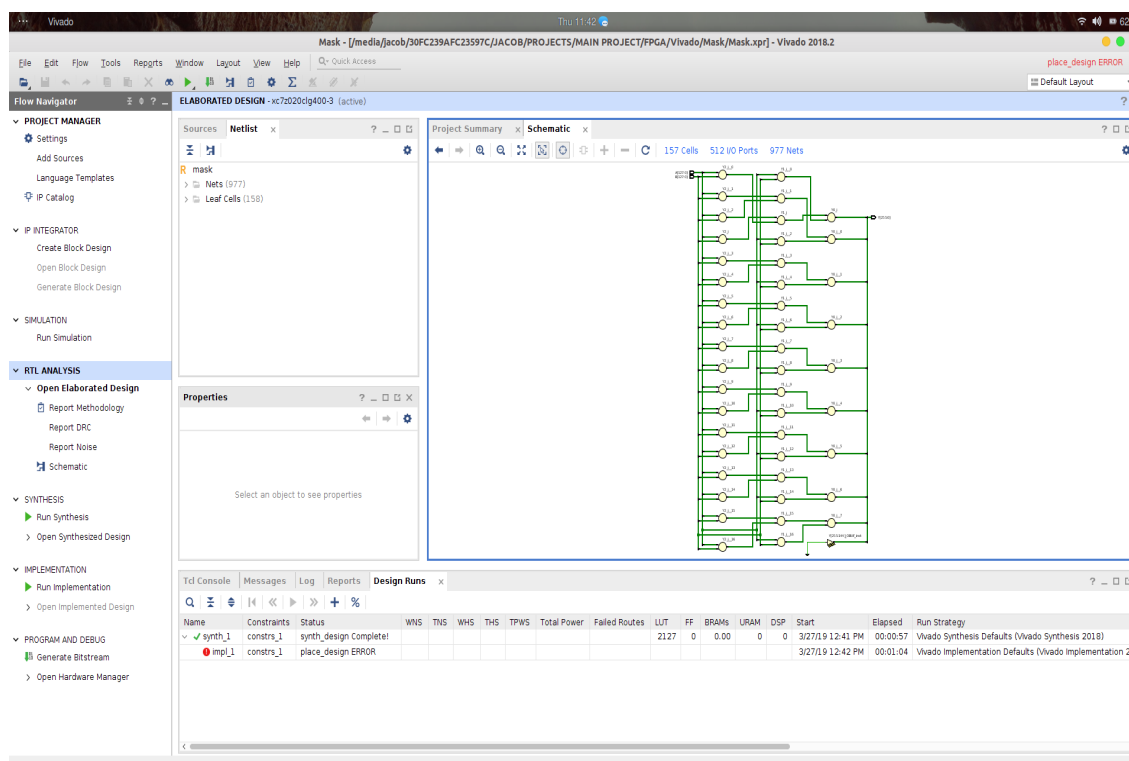 Vivado
Thu 11:42
62
Mask - [/media/jacob/30FC239AFC23597C/JACOB/PROJECTS/MAIN PROJECT/FPGA/Vivado/Mask/Mask.xpr] - Vivado 2018.2
File Edit Flow Tools Reports Window Layout View Help Quick Access
place_design ERROR
Default Layout
Flow Navigator
ELABORATED DESIGN - xc7z020clg400-3 (active)
PROJECT MANAGER
Settings
Add Sources
Language Templates
IP Catalog
IP INTEGRATOR
Create Block Design
Open Block Design
Generate Block Design
SIMULATION
Run Simulation
RTL ANALYSIS
Open Elaborated Design
Report Methodology
Report DRC
Report Noise
Schematic
SYNTHESIS
Run Synthesis
Open Synthesized Design
IMPLEMENTATION
Run Implementation
Open Implemented Design
PROGRAM AND DEBUG
Generate Bitstream
Open Hardware Manager
Sources Netlist
mask
Nets (977)
Leaf Cells (158)
Properties
Select an object to see properties
Project Summary Schematic
157 Cells 512 I/O Ports 977 Nets
Tcl Console Messages Log Reports Design Runs
Name Constraints Status WNS TNS WHS THS TPWS Total Power Failed Routes LUT FF BRAMs URAM DSP Start Elapsed Run Strategy
synth_1 constrs_1 synth_design Complete! 2127 0 0.00 0 0 3/27/19 12:41 PM 00:00:57 Vivado Synthesis Defaults (Vivado Synthesis 2018)
impl_1 constrs_1 place_design ERROR 3/27/19 12:42 PM 00:01:04 Vivado Implementation Defaults (Vivado Implementation 2